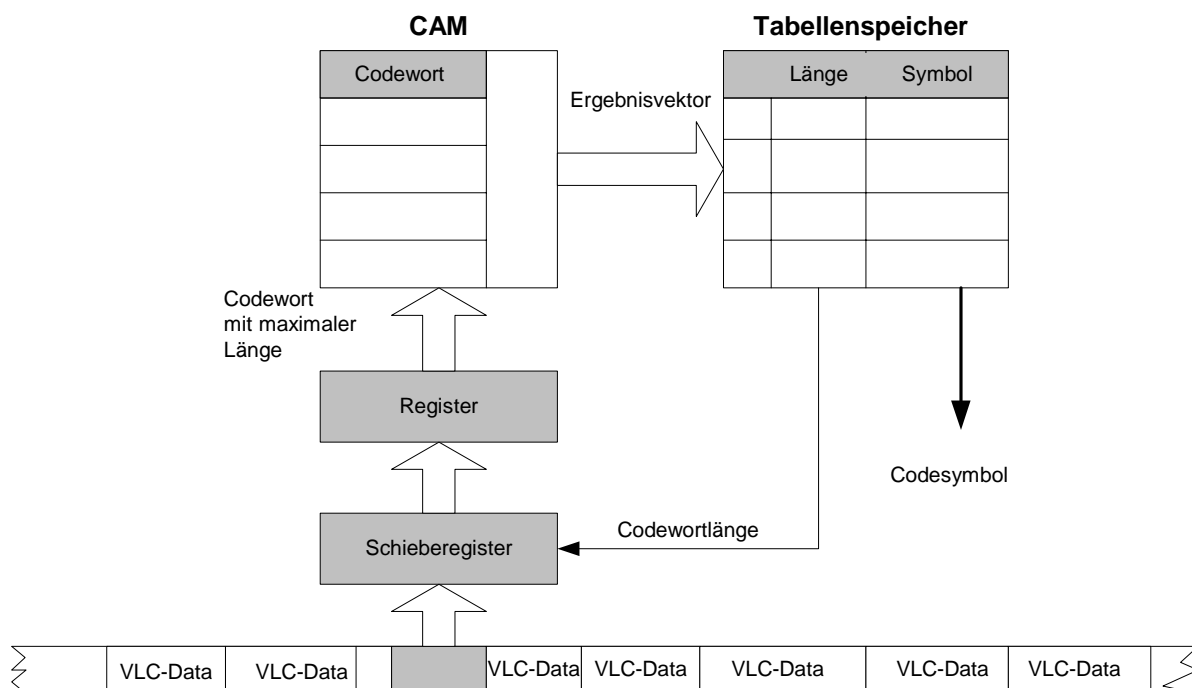 CAM
Tabellenspeicher
Codewort
Länge
Symbol
Ergebnisvektor
Codewort
mit maximaler
Länge
Register
Codesymbol
Codewortlänge
Schieberegister
VLC-Data
VLC-Data
VLC-Data
VLC-Data
VLC-Data
VLC-Data
VLC-Data